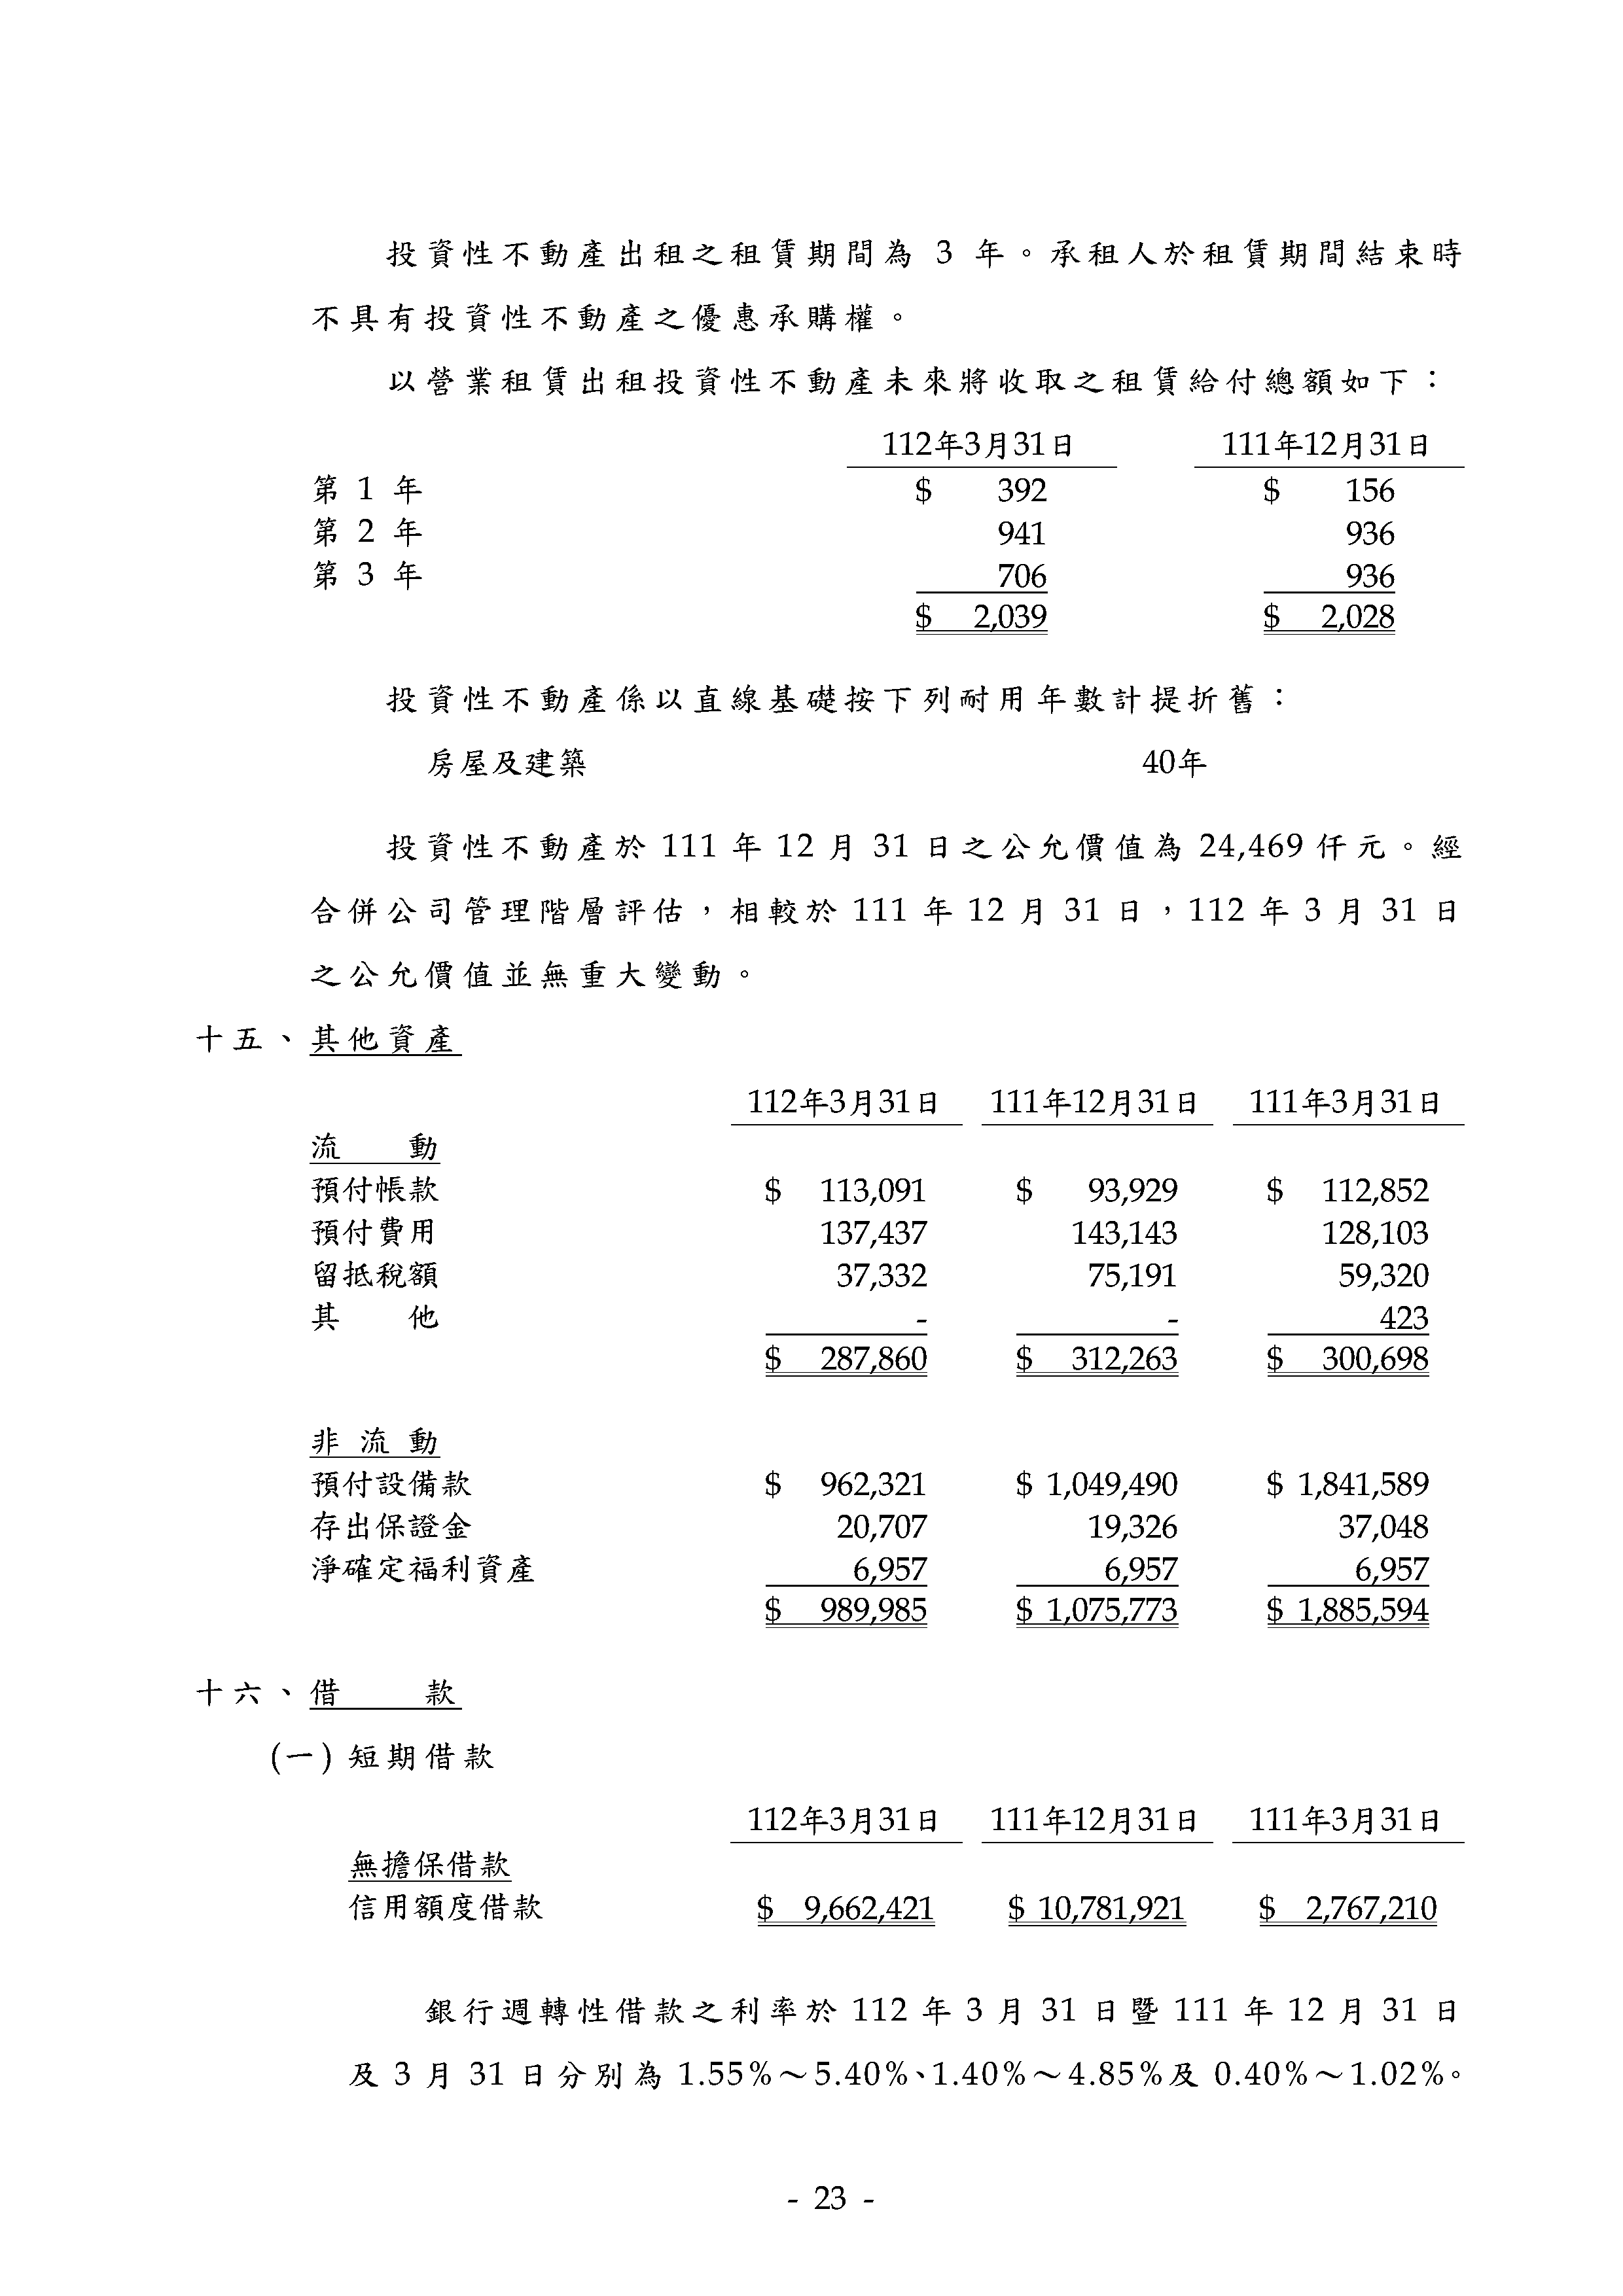 投資性不動產出租之租賃期間為 3 年。承租人於租賃期間結束時
不具有投資性不動產之優惠承購權。
以營業租賃出租投資性不動產未來將收取之租賃給付總額如下：
112年3月31日 111年12月31日
第 1 年 $ 392 $ 156
第 2 年 941 936
第 3 年 706 936
$ 2,039 $ 2,028
投資性不動產係以直線基礎按下列耐用年數計提折舊：
房屋及建築 40年
投資性不動產於 111 年 12 月 31 日之公允價值為 24,469 仟元。經
合併公司管理階層評估，相較於 111 年 12 月 31 日，112 年 3 月 31 日
之公允價值並無重大變動。
十五、其他資產
112年3月31日 111年12月31日 111年3月31日
流 動
預付帳款 $ 113,091 $ 93,929 $ 112,852
預付費用 137,437 143,143 128,103
留抵稅額 37,332 75,191 59,320
其 他 - - 423
$ 287,860 $ 312,263 $ 300,698
非 流 動
預付設備款 $ 962,321 $ 1,049,490 $ 1,841,589
存出保證金 20,707 19,326 37,048
淨確定福利資產 6,957 6,957 6,957
$ 989,985 $ 1,075,773 $ 1,885,594
十六、借 款
(一) 短期借款
112年3月31日 111年12月31日 111年3月31日
無擔保借款
信用額度借款 $ 9,662,421 $ 10,781,921 $ 2,767,210
銀行週轉性借款之利率於 112 年 3 月 31 日暨 111 年 12 月 31 日
及 3 月 31 日分別為 1.55%～5.40%、1.40%～4.85%及 0.40%～1.02%。
- 23 -